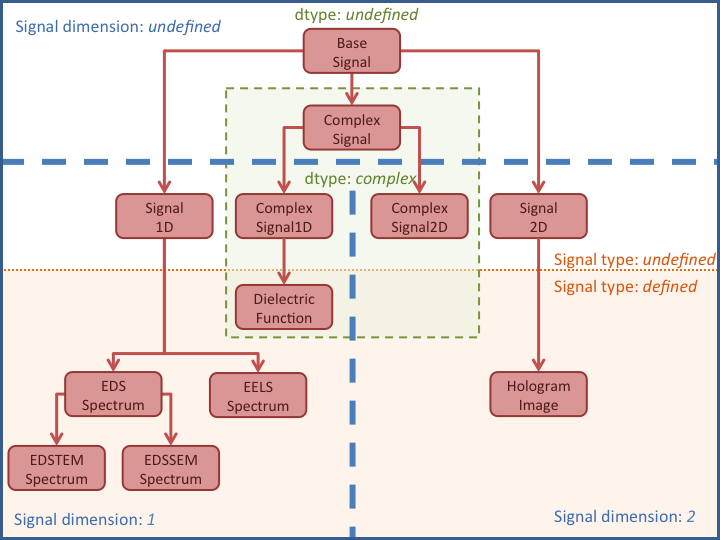 dtype: undefined
Signal dimension: undefined
Base
Signal
Complex
Signal
dtype: complex
Signal
1D
Complex
Signal1D
Complex
Signal2D
Signal
2D
Signal type: undefined
Signal type: defined
Dielectric
Function
EDS
Spectrum
EELS
Spectrum
Hologram
Image
EDSTEM
Spectrum
EDSSEM
Spectrum
Signal dimension: 1
Signal dimension: 2